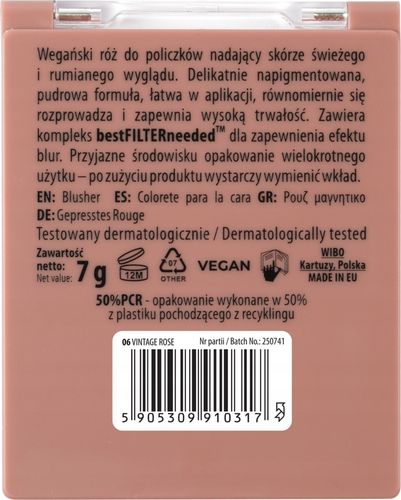 Wegański róż do policzków nadający skórze świeżego
i rumianego wyglądu. Delikatnie napigmentowana,
pudrowa formuła, łatwa w aplikacji, równomiernie się
rozprowadza i zapewnia wysoką trwałość. Zawiera
kompleks bestFILTERneeded™ dla zapewnienia efektu
blur. Przyjazne środowisku opakowanie wielokrotnego
użytku – po zużyciu produktu wystarczy wymienić wkład.
EN: Blusher ES: Colorete para la cara GR: Ρουζ μαγνητικο
DE: Gepresstes Rouge
Testowany dermatologicznie / Dermatologically tested
Zawartość
netto:
Net value: 7 g
12M
07
OTHER
VEGAN
WIBO
Kartuzy, Polska
MADE IN EU
50%PCR - opakowanie wykonane w 50%
z plastiku pochodzącego z recyklingu
06 VINTAGE ROSE Nr partii / Batch No.: 250741
5 905309 910317